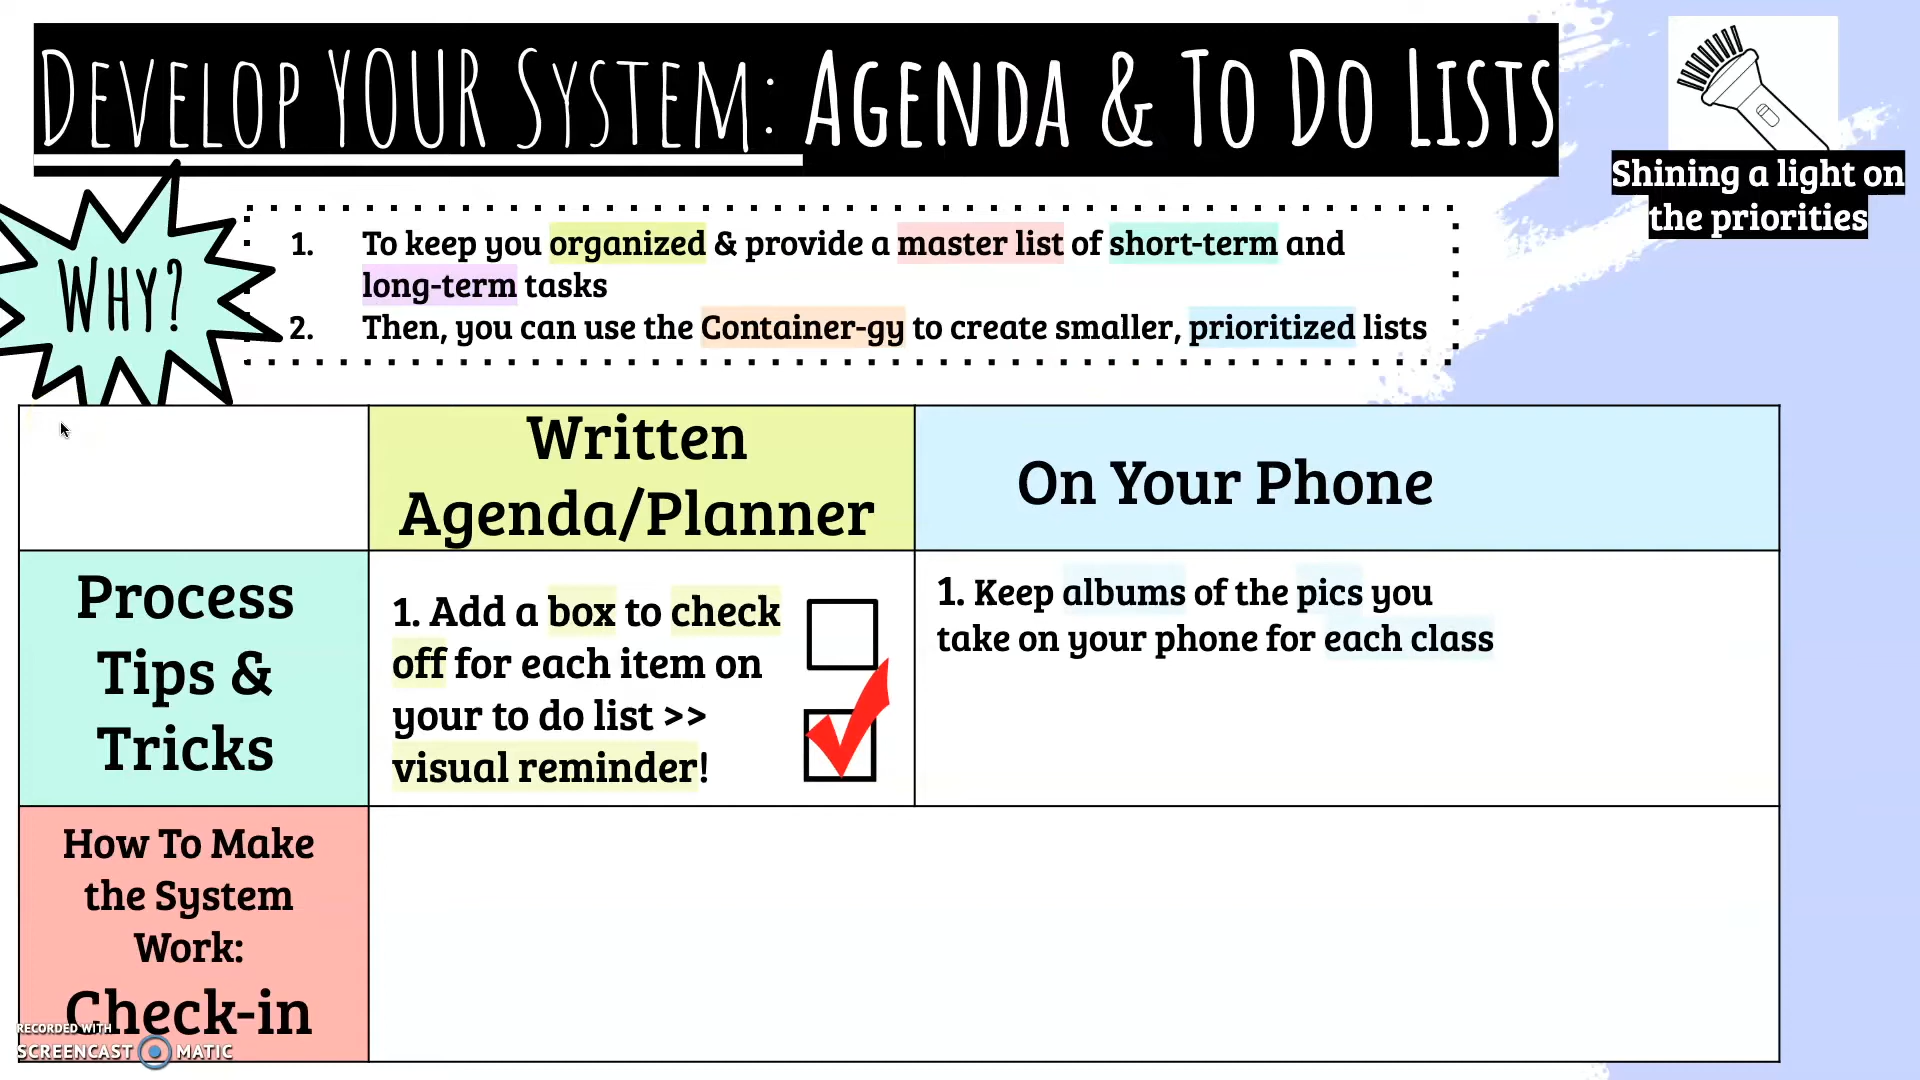 Develop YOUR System: Agenda & To Do Lists
Shining a light on
the priorities
Why?
1. To keep you organized & provide a master list of short-term and
long-term tasks
2. Then, you can use the Container-gy to create smaller, prioritized lists
Written
Agenda/Planner
On Your Phone
Process
Tips &
Tricks
1. Add a box to check
off for each item on
your to do list >>
visual reminder!
1. Keep albums of the pics you
take on your phone for each class
How To Make
the System
Work:
Check-in
RECORDED WITH
SCREENCAST MATIC